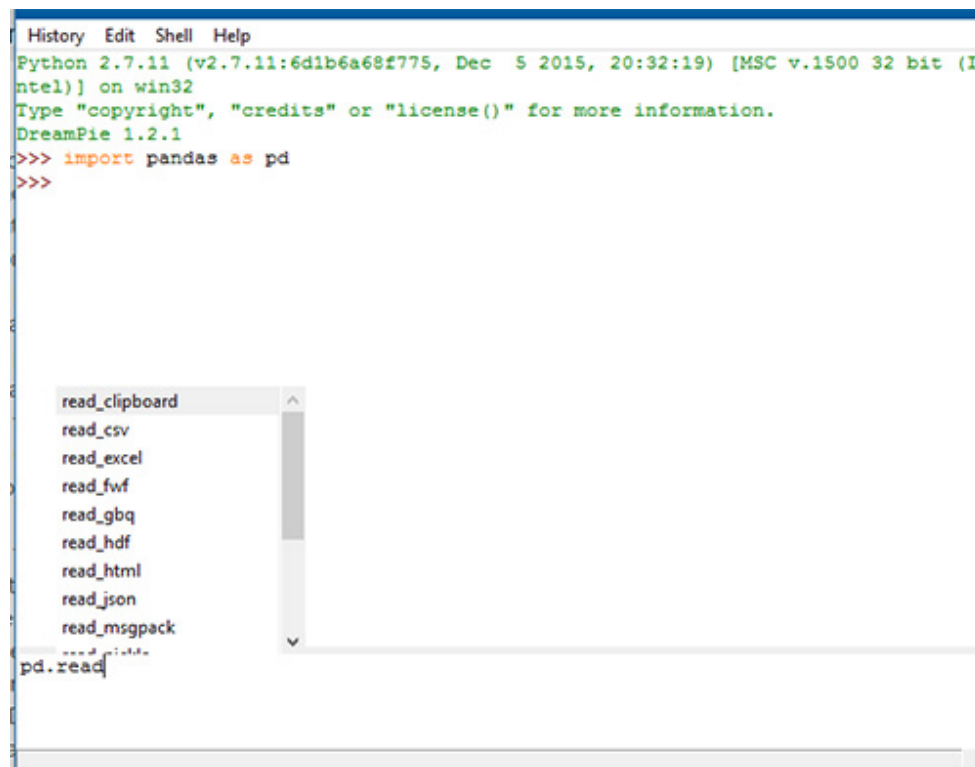 History Edit Shell Help
Python 2.7.11 (v2.7.11:6d1b6a68f775, Dec  5 2015, 20:32:19) [MSC v.1500 32 bit (I
ntel)] on win32
Type "copyright", "credits" or "license()" for more information.
DreamPie 1.2.1
>>> import pandas as pd
>>>
read_clipboard
read_csv
read_excel
read_fwf
read_gbq
read_hdf
read_html
read_json
read_msgpack
pd.read